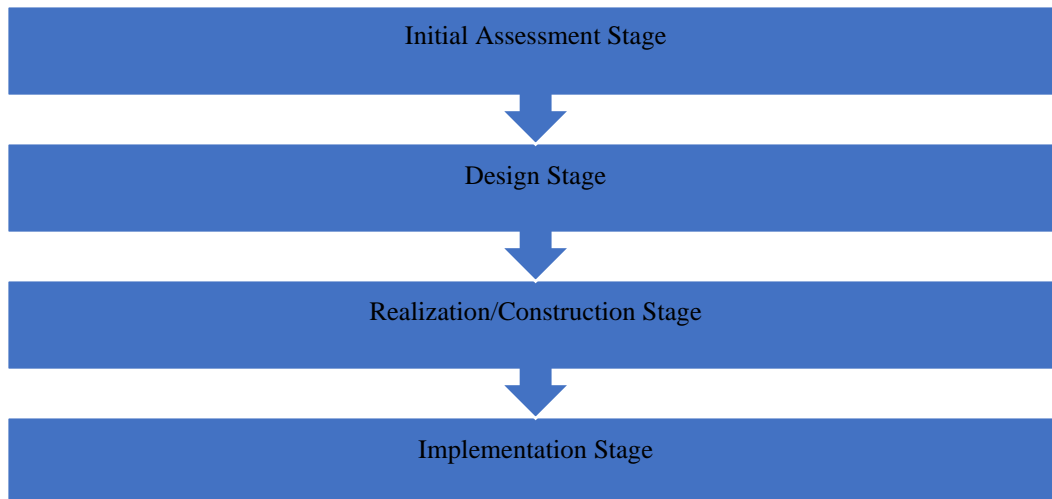 Initial Assessment Stage
Design Stage
Realization/Construction Stage
Implementation Stage